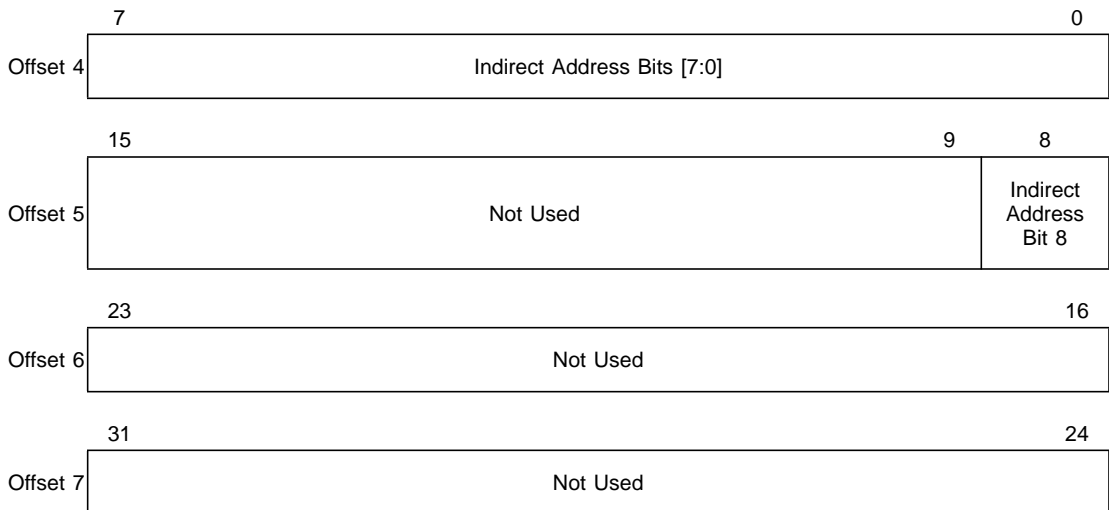 7 0
Offset 4 Indirect Address Bits [7:0]
15 9 8
Offset 5 Not Used Indirect
Address
Bit 8
23 16
Offset 6 Not Used
31 24
Offset 7 Not Used